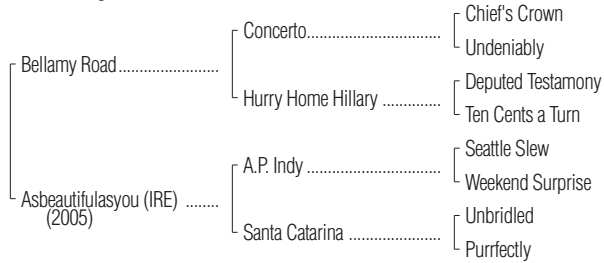 Chief's Crown
Concerto..................................
Undeniably
Bellamy Road........................
Deputed Testamony
Hurry Home Hillary ..............
Ten Cents a Turn
Seattle Slew
A.P. Indy ................................
Weekend Surprise
Asbeautifulasyou (IRE) ........
(2005)
Unbridled
Santa Catarina ......................
Purrfectly